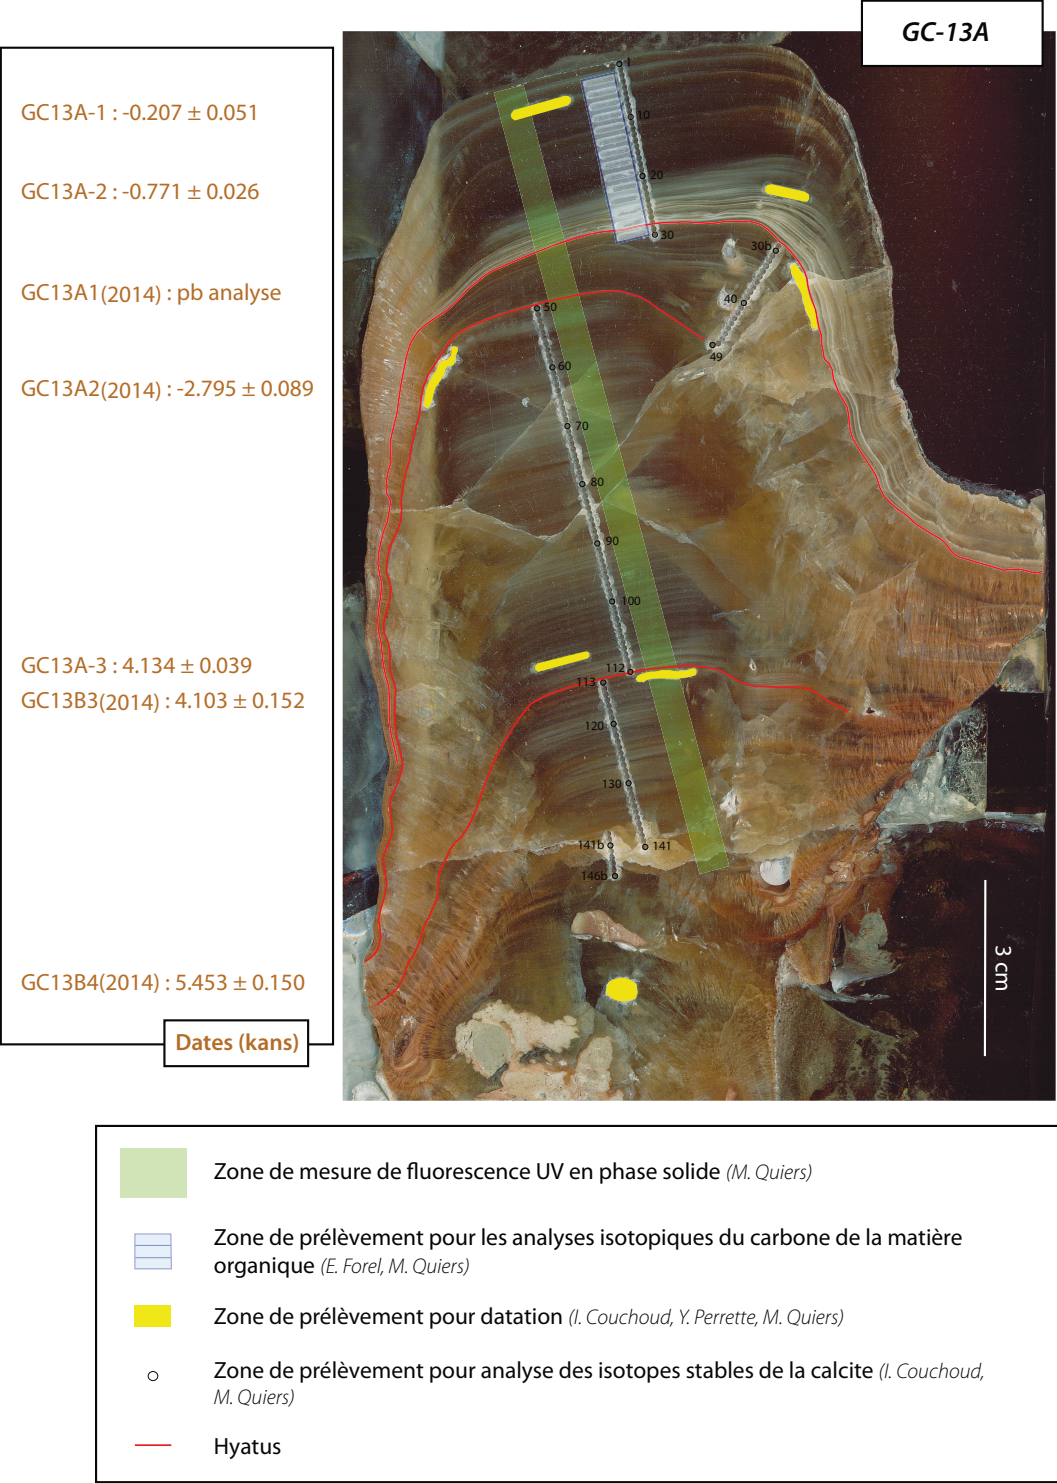 GC-13A
GC13A-1 : -0.207 ± 0.051
GC13A-2 : -0.771 ± 0.026
GC13A1(2014) : pb analyse
GC13A2(2014) : -2.795 ± 0.089
GC13A-3 : 4.134 ± 0.039
GC13B3(2014) : 4.103 ± 0.152
GC13B4(2014) : 5.453 ± 0.150
Dates (kans)
1
10
20
30
30b
40
49
50
60
70
80
90
100
112
113
120
130
141b
141
146b
3 cm
Zone de mesure de fluorescence UV en phase solide (M. Quiers)
Zone de prélèvement pour les analyses isotopiques du carbone de la matière
organique (E. Forel, M. Quiers)
Zone de prélèvement pour datation (I. Couchoud, Y. Perrette, M. Quiers)
Zone de prélèvement pour analyse des isotopes stables de la calcite (I. Couchoud,
M. Quiers)
Hyatus